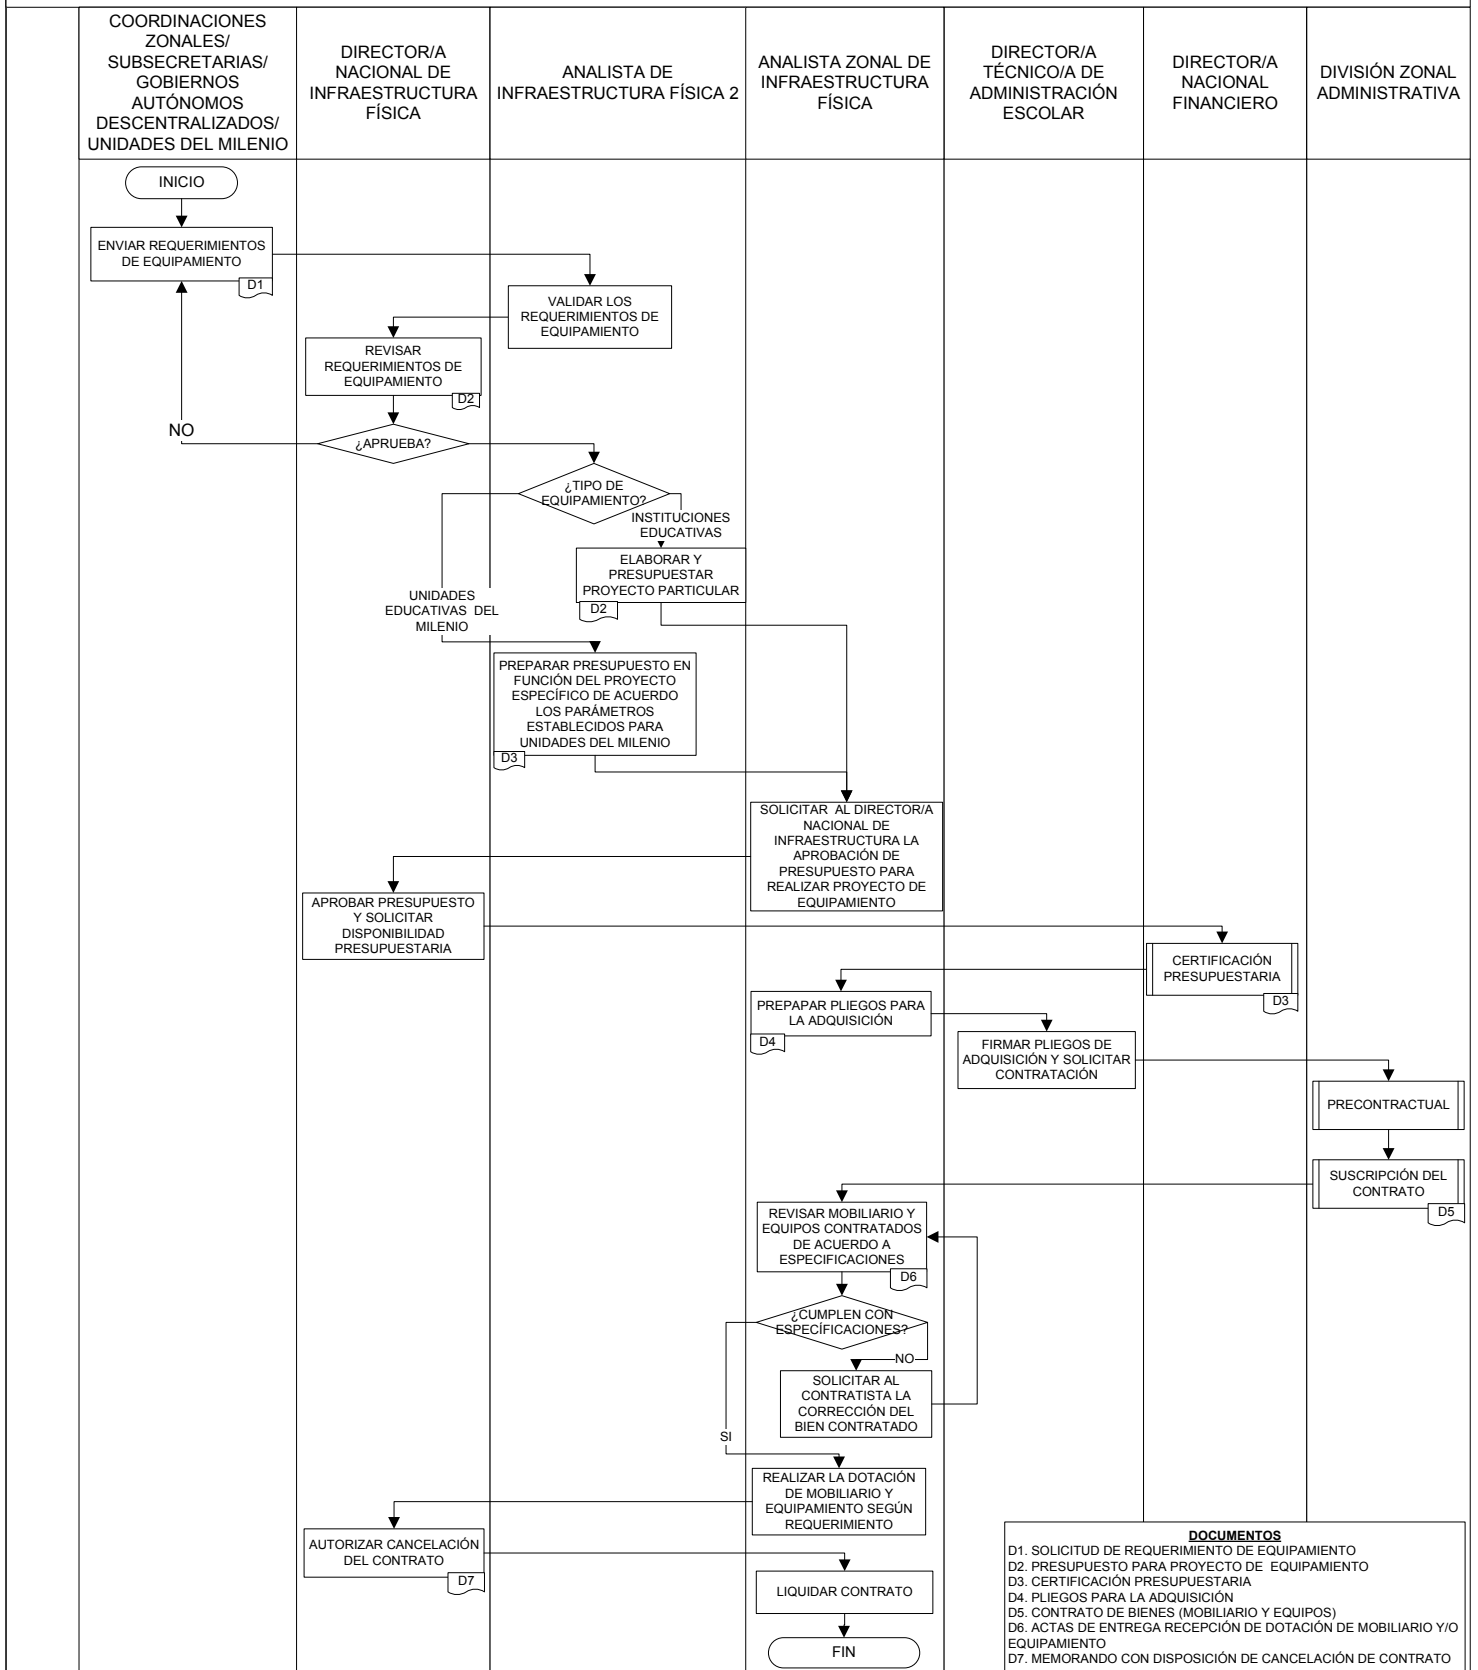 COORDINACIONES
ZONALES/
SUBSECRETARIAS/
GOBIERNOS
AUTÓNOMOS
DESCENTRALIZADOS/
UNIDADES DEL MILENIO
DIRECTOR/A
NACIONAL DE
INFRAESTRUCTURA
FÍSICA
ANALISTA DE
INFRAESTRUCTURA FÍSICA 2
ANALISTA ZONAL DE
INFRAESTRUCTURA
FÍSICA
DIRECTOR/A
TÉCNICO/A DE
ADMINISTRACIÓN
ESCOLAR
DIRECTOR/A
NACIONAL
FINANCIERO
DIVISIÓN ZONAL
ADMINISTRATIVA
INICIO
ENVIAR REQUERIMIENTOS
DE EQUIPAMIENTO
D1
VALIDAR LOS
REQUERIMIENTOS DE
EQUIPAMIENTO
REVISAR
REQUERIMIENTOS DE
EQUIPAMIENTO
D2
NO
¿APRUEBA?
¿TIPO DE
EQUIPAMIENTO?
INSTITUCIONES
EDUCATIVAS
ELABORAR Y
PRESUPUESTAR
PROYECTO PARTICULAR
D2
UNIDADES
EDUCATIVAS DEL
MILENIO
PREPARAR PRESUPUESTO EN
FUNCIÓN DEL PROYECTO
ESPECÍFICO DE ACUERDO
LOS PARÁMETROS
ESTABLECIDOS PARA
UNIDADES DEL MILENIO
D3
SOLICITAR AL DIRECTOR/A
NACIONAL DE
INFRAESTRUCTURA LA
APROBACIÓN DE
PRESUPUESTO PARA
REALIZAR PROYECTO DE
EQUIPAMIENTO
APROBAR PRESUPUESTO
Y SOLICITAR
DISPONIBILIDAD
PRESUPUESTARIA
CERTIFICACIÓN
PRESUPUESTARIA
D3
PREPAPAR PLIEGOS PARA
LA ADQUISICIÓN
D4
FIRMAR PLIEGOS DE
ADQUISICIÓN Y SOLICITAR
CONTRATACIÓN
PRECONTRACTUAL
SUSCRIPCIÓN DEL
CONTRATO
D5
REVISAR MOBILIARIO Y
EQUIPOS CONTRATADOS
DE ACUERDO A
ESPECIFICACIONES
D6
¿CUMPLEN CON
ESPECÍFICACIONES?
NO
SOLICITAR AL
CONTRATISTA LA
CORRECCIÓN DEL
BIEN CONTRATADO
SI
REALIZAR LA DOTACIÓN
DE MOBILIARIO Y
EQUIPAMIENTO SEGÚN
REQUERIMIENTO
AUTORIZAR CANCELACIÓN
DEL CONTRATO
D7
LIQUIDAR CONTRATO
FIN
DOCUMENTOS
D1. SOLICITUD DE REQUERIMIENTO DE EQUIPAMIENTO
D2. PRESUPUESTO PARA PROYECTO DE EQUIPAMIENTO
D3. CERTIFICACIÓN PRESUPUESTARIA
D4. PLIEGOS PARA LA ADQUISICIÓN
D5. CONTRATO DE BIENES (MOBILIARIO Y EQUIPOS)
D6. ACTAS DE ENTREGA RECEPCIÓN DE DOTACIÓN DE MOBILIARIO Y/O
EQUIPAMIENTO
D7. MEMORANDO CON DISPOSICIÓN DE CANCELACIÓN DE CONTRATO